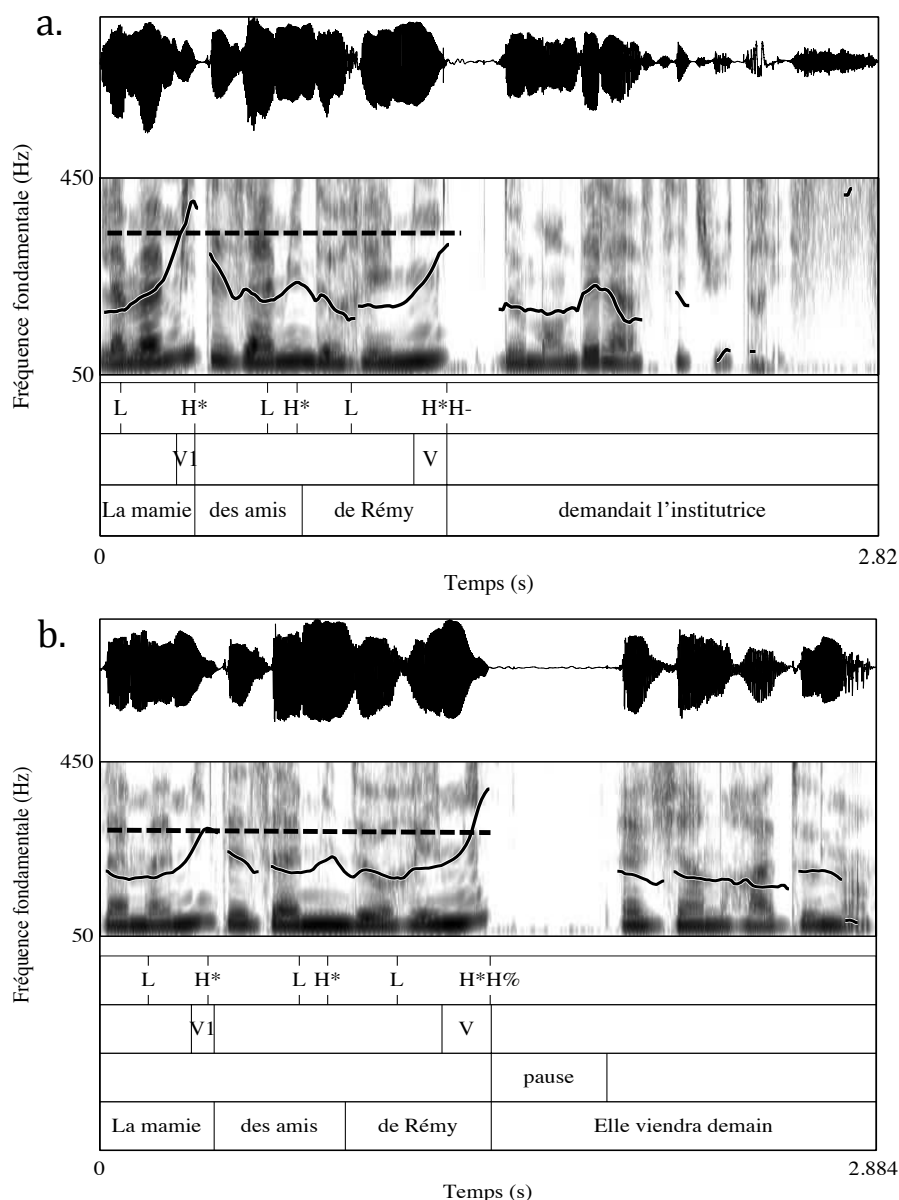 a.
450
Fréquence fondamentale (Hz)
50
L H* L H* L H*H-
V1 V
La mamie des amis de Rémy demandait l’institutrice
0 2.82
Temps (s)
b.
450
Fréquence fondamentale (Hz)
50
L H* L H* L H*H%
V1 V
pause
La mamie des amis de Rémy Elle viendra demain
0 2.884
Temps (s)